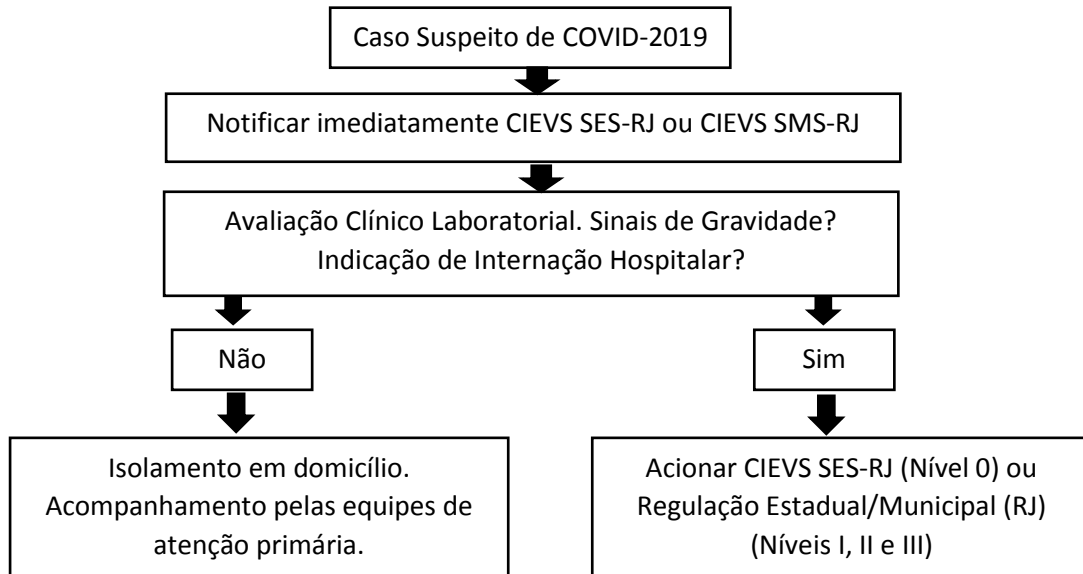 Caso Suspeito de COVID-2019
Notificar imediatamente CIEVS SES-RJ ou CIEVS SMS-RJ
Avaliação Clínico Laboratorial. Sinais de Gravidade?
Indicação de Internação Hospitalar?
Não
Sim
Isolamento em domicílio.
Acompanhamento pelas equipes de
atenção primária.
Acionar CIEVS SES-RJ (Nível 0) ou
Regulação Estadual/Municipal (RJ)
(Níveis I, II e III)